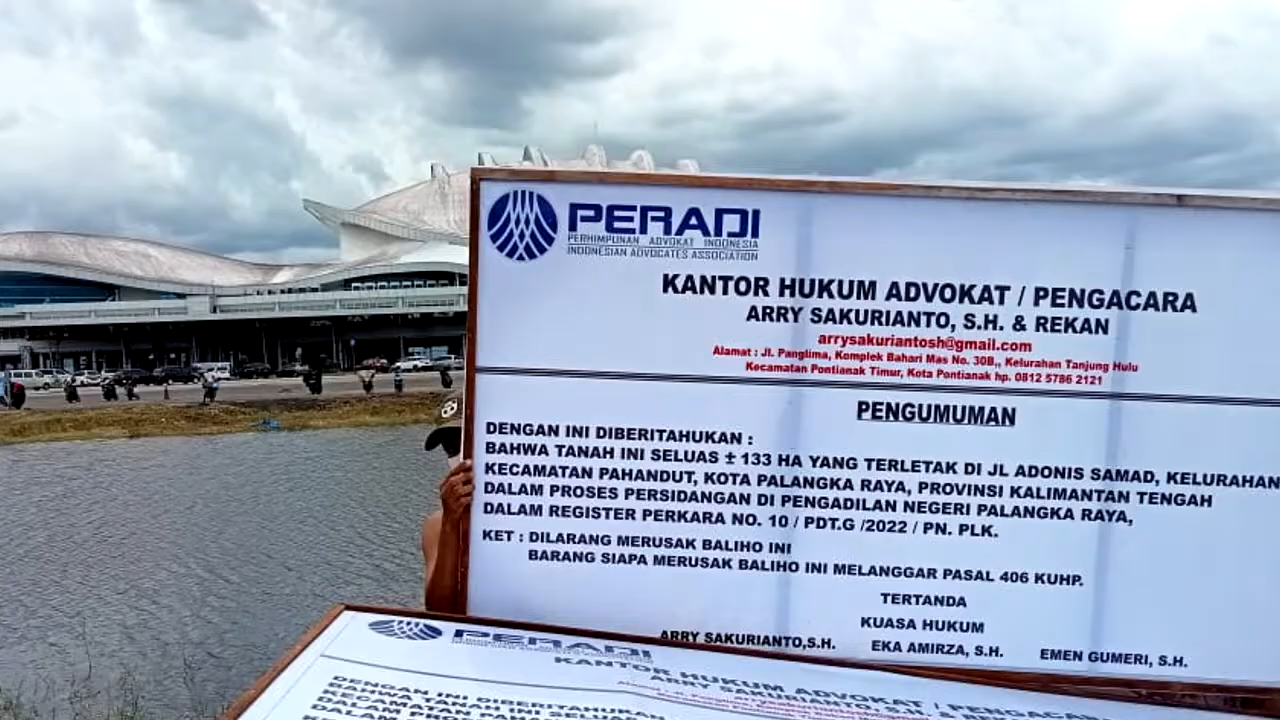 PERADI
PERHIMPUNAN ADVOKAT INDONESIA
INDONESIAN ADVOCATES ASSOCIATION
KANTOR HUKUM ADVOKAT / PENGACARA
ARRY SAKURIANTO, S.H. & REKAN
arrysakuriantosh@gmail.com
Alamat : Jl. Panglima, Komplek Bahari Mas No. 30B,, Kelurahan Tanjung Hulu
Kecamatan Pontianak Timur, Kota Pontianak hp. 0812 5786 2121
PENGUMUMAN
DENGAN INI DIBERITAHUKAN :
BAHWA TANAH INI SELUAS ± 133 HA YANG TERLETAK DI JL ADONIS SAMAD, KELURAHAN
KECAMATAN PAHANDUT, KOTA PALANGKA RAYA, PROVINSI KALIMANTAN TENGAH
DALAM PROSES PERSIDANGAN DI PENGADILAN NEGERI PALANGKA RAYA,
DALAM REGISTER PERKARA NO. 10 / PDT.G /2022 / PN. PLK.
KET : DILARANG MERUSAK BALIHO INI
BARANG SIAPA MERUSAK BALIHO INI MELANGGAR PASAL 406 KUHP.
TERTANDA
KUASA HUKUM
ARRY SAKURIANTO,S.H. EKA AMIRZA, S.H. EMEN GUMERI, S.H.
PERADI
KANTOR HUKUM ADVOKAT / PENGACARA
ARRY SAKURIANTO, S.H. & REKAN
DENGAN INI DIBERITAHUKAN
BAHWA TANAH INI SELUAS